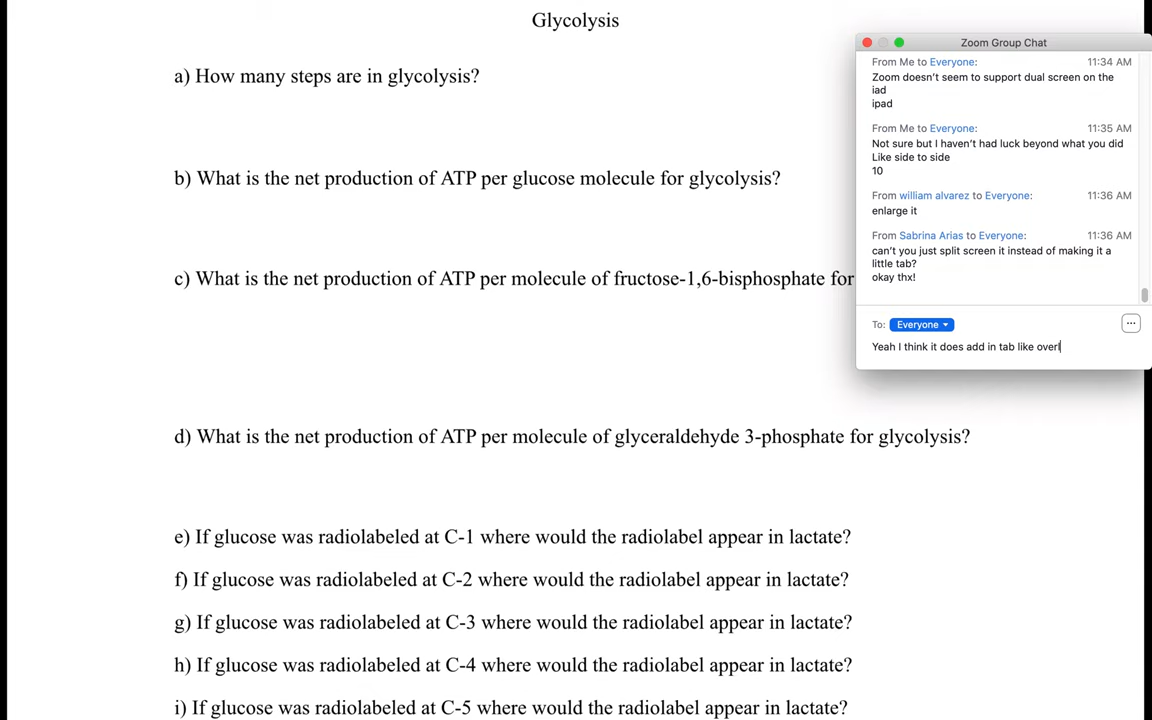 Glycolysis
a) How many steps are in glycolysis?
b) What is the net production of ATP per glucose molecule for glycolysis?
c) What is the net production of ATP per molecule of fructose-1,6-bisphosphate for
d) What is the net production of ATP per molecule of glyceraldehyde 3-phosphate for glycolysis?
e) If glucose was radiolabeled at C-1 where would the radiolabel appear in lactate?
f) If glucose was radiolabeled at C-2 where would the radiolabel appear in lactate?
g) If glucose was radiolabeled at C-3 where would the radiolabel appear in lactate?
h) If glucose was radiolabeled at C-4 where would the radiolabel appear in lactate?
i) If glucose was radiolabeled at C-5 where would the radiolabel appear in lactate?
Zoom Group Chat
From Me to Everyone: 11:34 AM
Zoom doesn't seem to support dual screen on the
iad
ipad
From Me to Everyone: 11:35 AM
Not sure but I haven't had luck beyond what you did
Like side to side
10
From william alvarez to Everyone: 11:36 AM
enlarge it
From Sabrina Arias to Everyone: 11:36 AM
can't you just split screen it instead of making it a
little tab?
okay thx!
To: Everyone
Yeah I think it does add in tab like overl